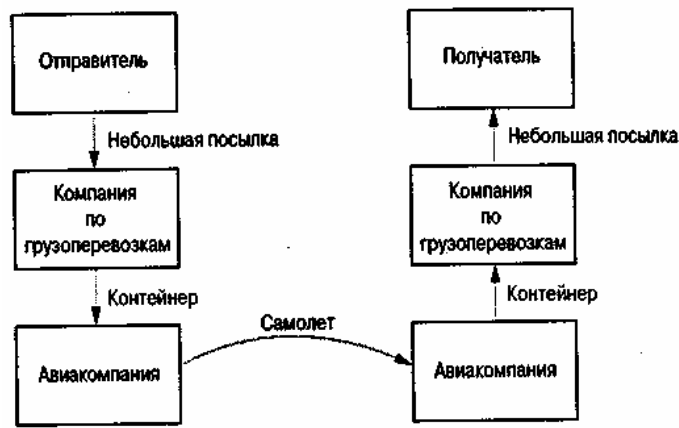 Отправитель
Получатель
Небольшая посылка
Небольшая посылка
Компания
по
грузоперевозкам
Компания
по
грузоперевозкам
Контейнер
Контейнер
Самолет
Авиакомпания
Авиакомпания